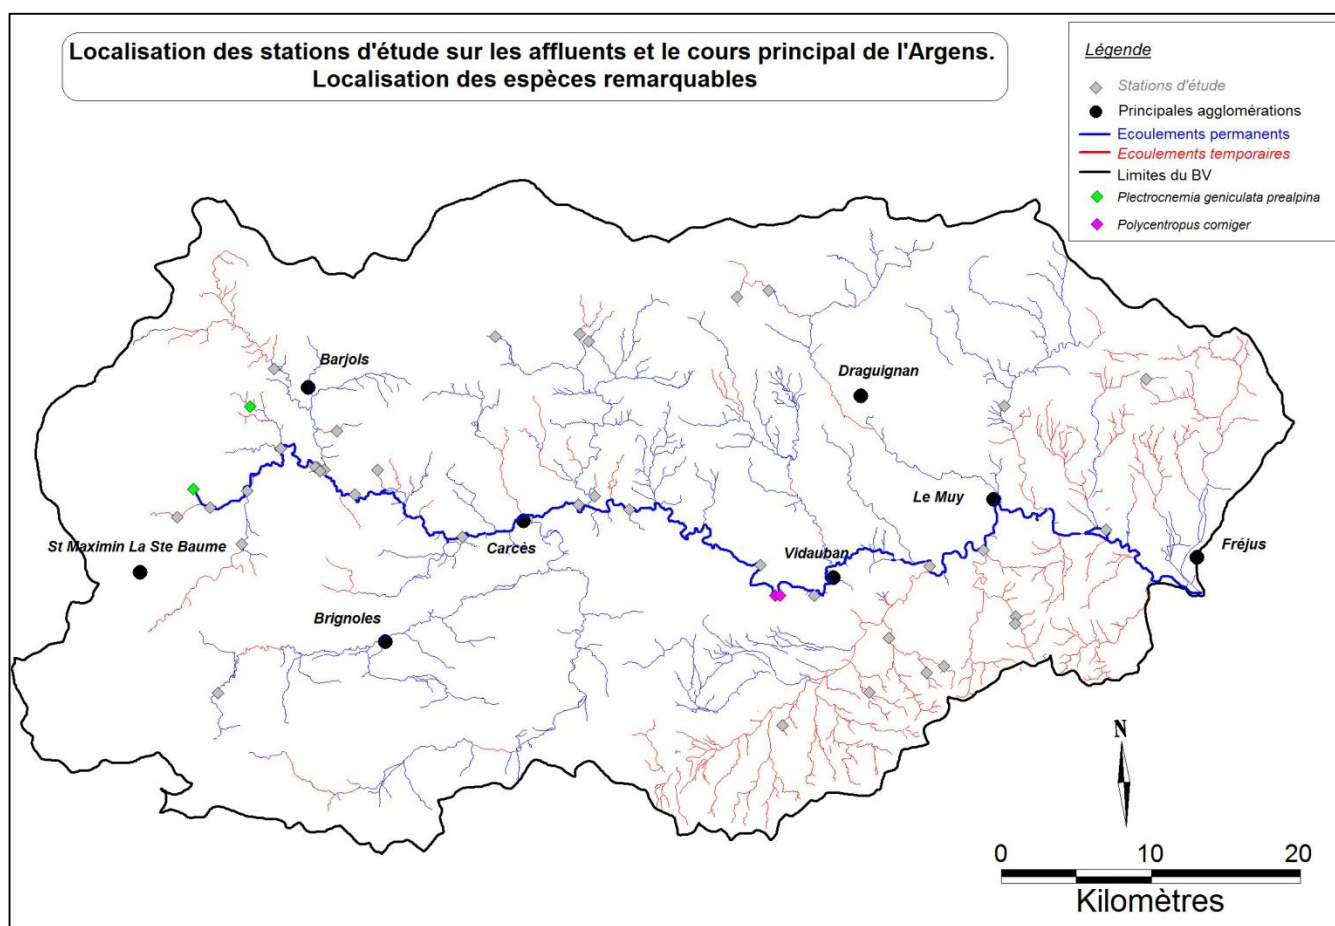 Localisation des stations d'étude sur les affluents et le cours principal de l'Argens.
Localisation des espèces remarquables
Légende
Stations d'étude
Principales agglomérations
Ecoulements permanents
Ecoulements temporaires
Limites du BV
Plectrocnemia geniculata prealpina
Polycentropus corniger
Barjols
Draguignan
Le Muy
St Maximin La Ste Baume
Carcès
Vidauban
Fréjus
Brignoles
N
0 10 20
Kilomètres